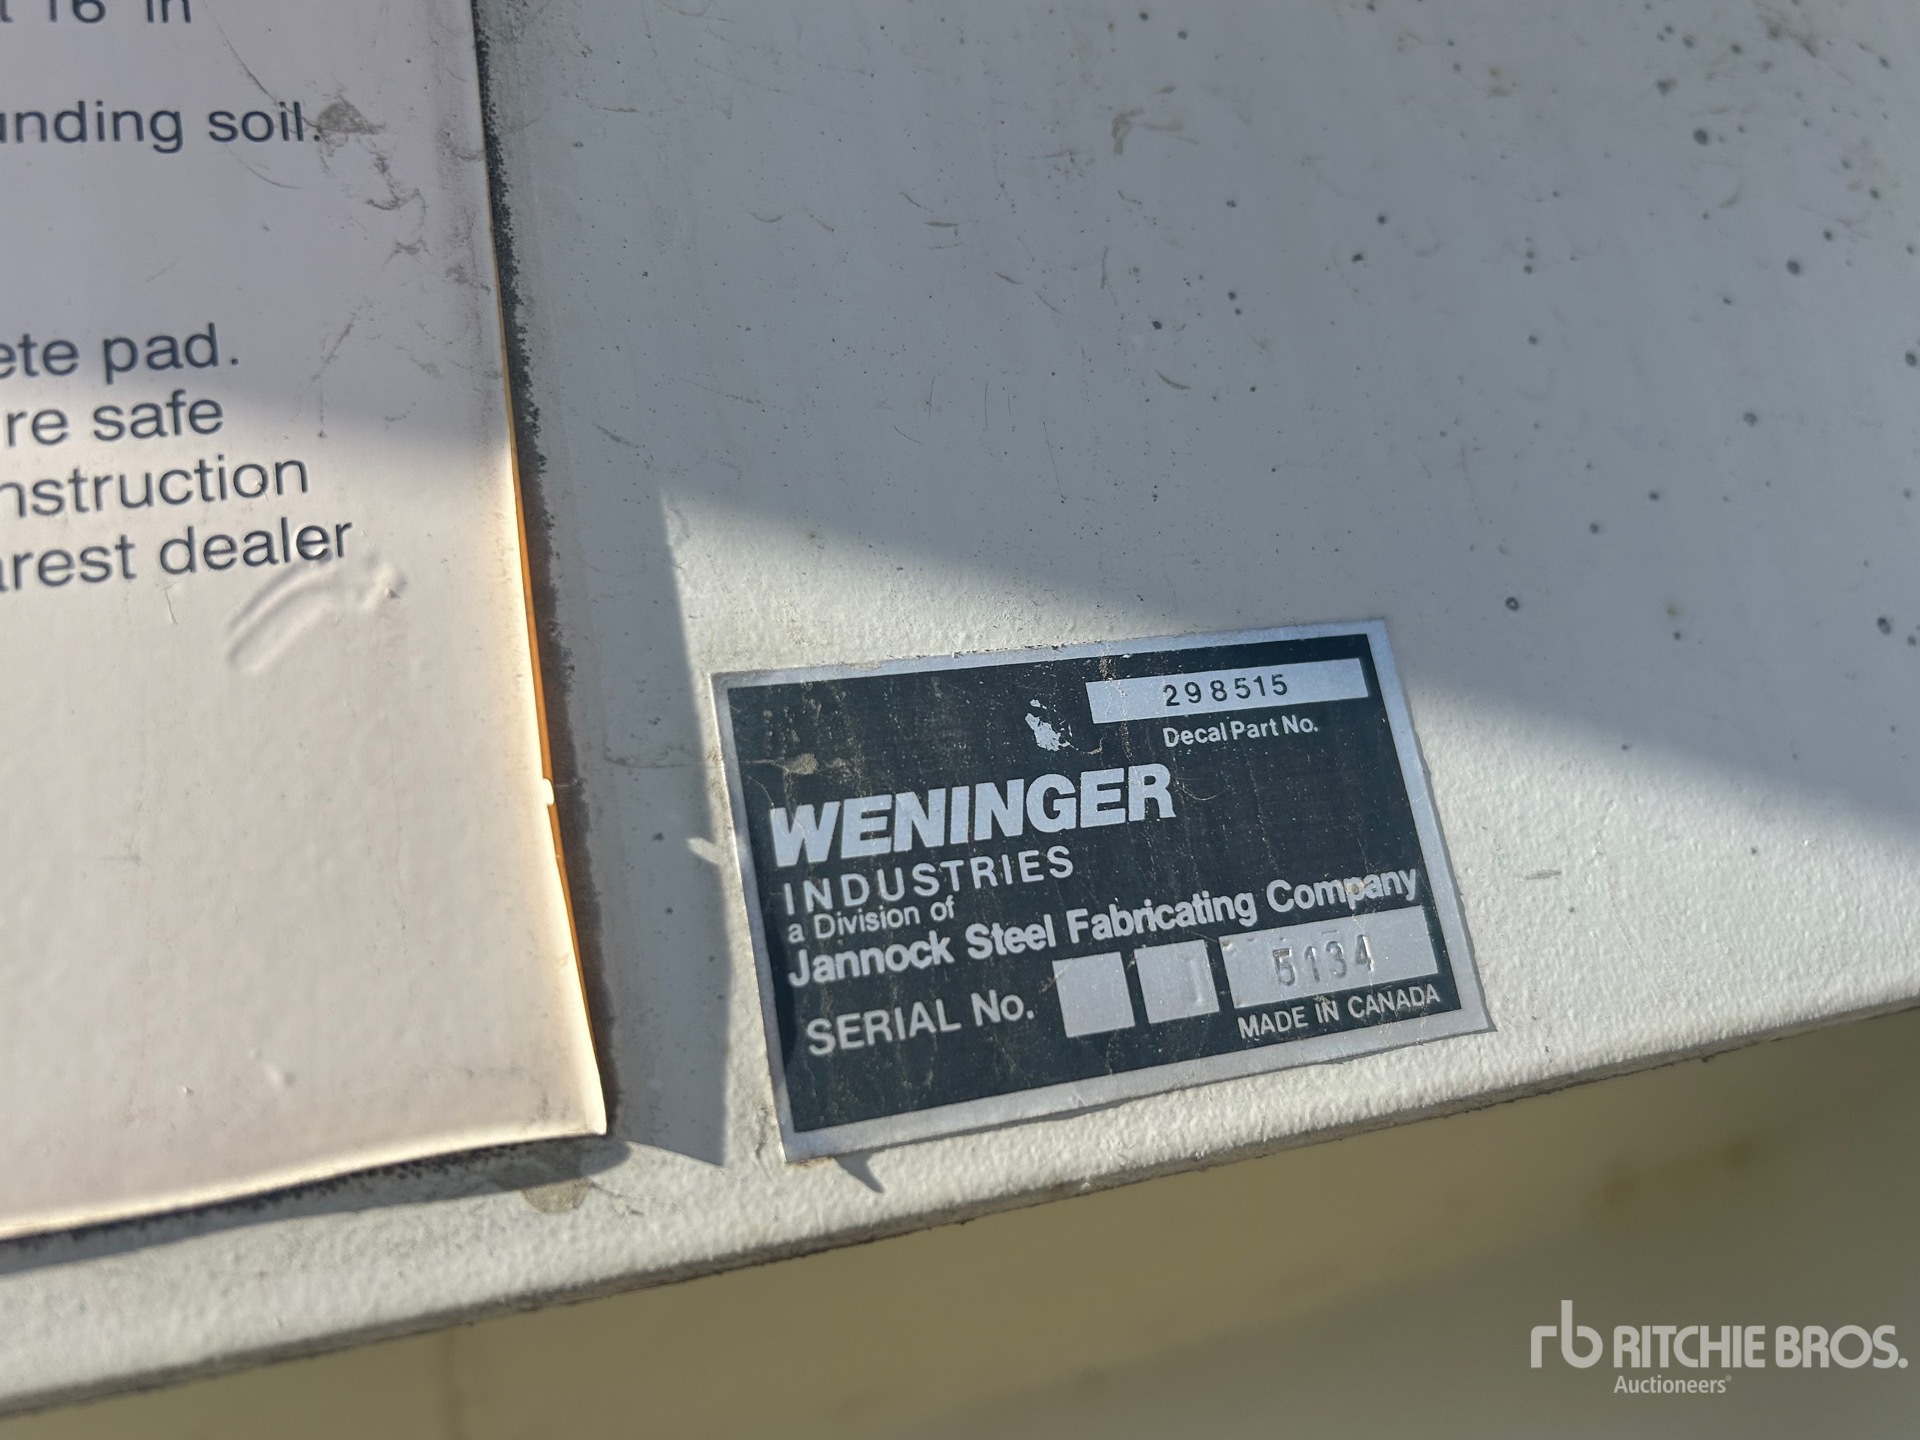 16 in
unding soil.
ete pad.
re safe
nstruction
arest dealer
298515
Decal Part No.
WENINGER
INDUSTRIES
a Division of
Jannock Steel Fabricating Company
SERIAL No. 5134
MADE IN CANADA
rb RITCHIE BROS.
Auctioneers